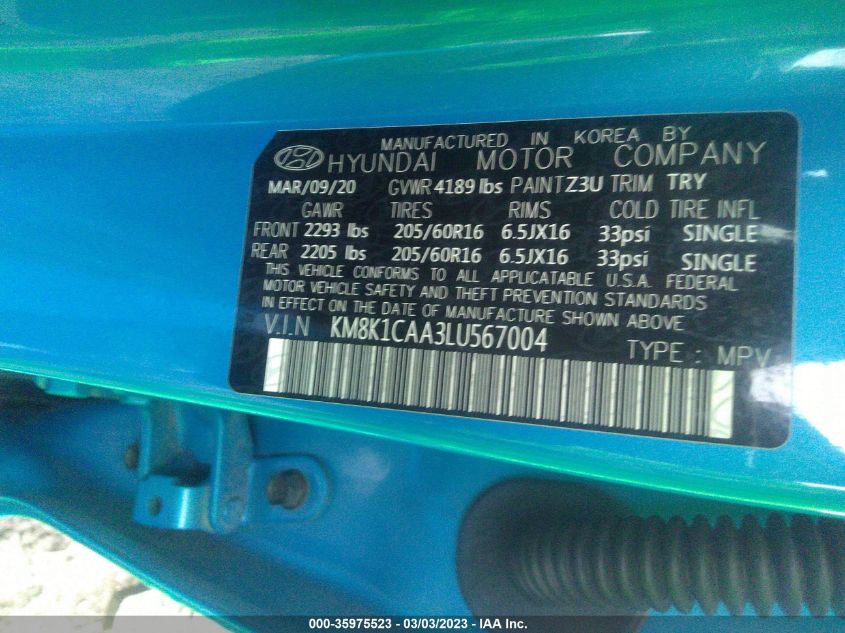 MANUFACTURED IN KOREA BY
HYUNDAI MOTOR COMPANY
MAR/09/20 GVWR 4189 lbs PAINT Z3U TRIM TRY
GAWR TIRES RIMS COLD TIRE INFL
FRONT 2293 lbs 205/60R16 6.5JX16 33psi SINGLE
REAR 2205 lbs 205/60R16 6.5JX16 33psi SINGLE
THIS VEHICLE CONFORMS TO ALL APPLICATABLE U.S.A. FEDERAL
MOTOR VEHICLE SAFETY AND THEFT PREVENTION STANDARDS
IN EFFECT ON THE DATE OF MANUFACTURE SHOWN ABOVE.
V.I.N KM8K1CAA3LU567004
TYPE : MPV
000-35975523 - 03/03/2023 - IAA Inc.